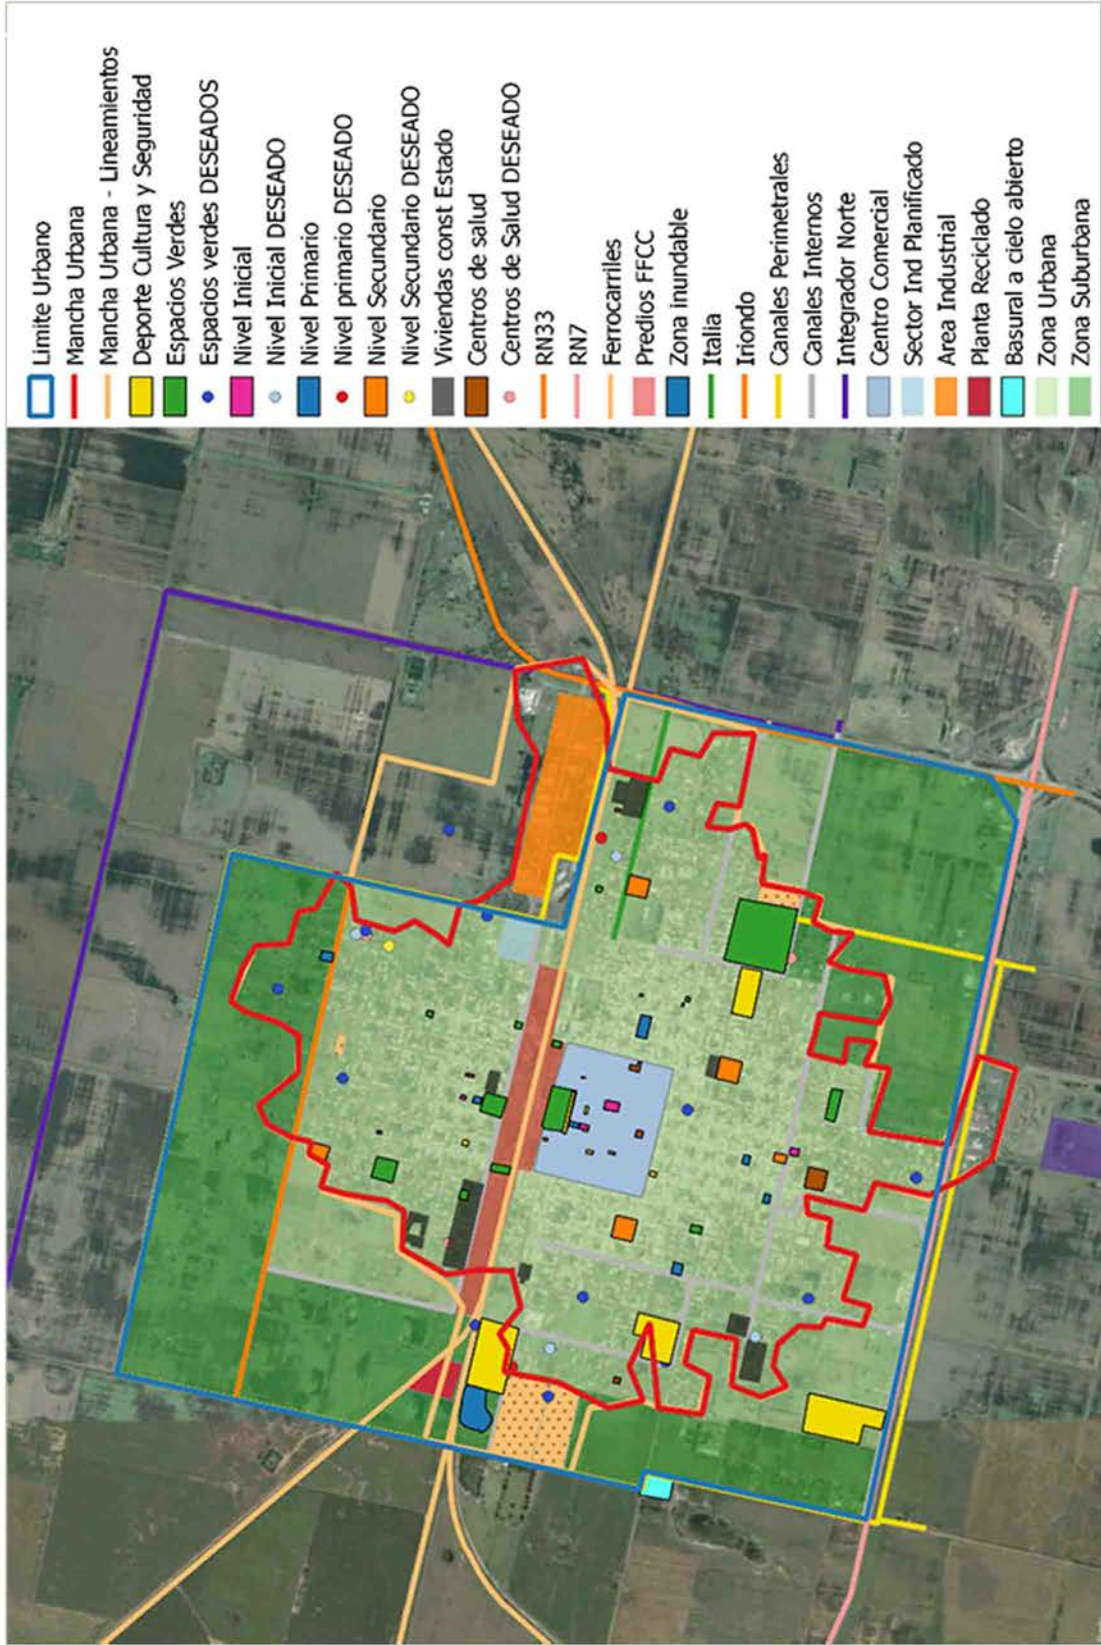 Limite Urbano
Mancha Urbana
Mancha Urbana - Lineamientos
Deporte Cultura y Seguridad
Espacios Verdes
Espacios verdes DESEADOS
Nivel Inicial
Nivel Inicial DESEADO
Nivel Primario
Nivel primario DESEADO
Nivel Secundario
Nivel Secundario DESEADO
Viviendas const Estado
Centros de salud
Centros de Salud DESEADO
RN33
RN7
Ferrocarriles
Predios FFCC
Zona inundable
Italia
Iriondo
Canales Perimetrales
Canales Internos
Integrador Norte
Centro Comercial
Sector Ind Planificado
Area Industrial
Planta Reciclado
Basural a cielo abierto
Zona Urbana
Zona Suburbana